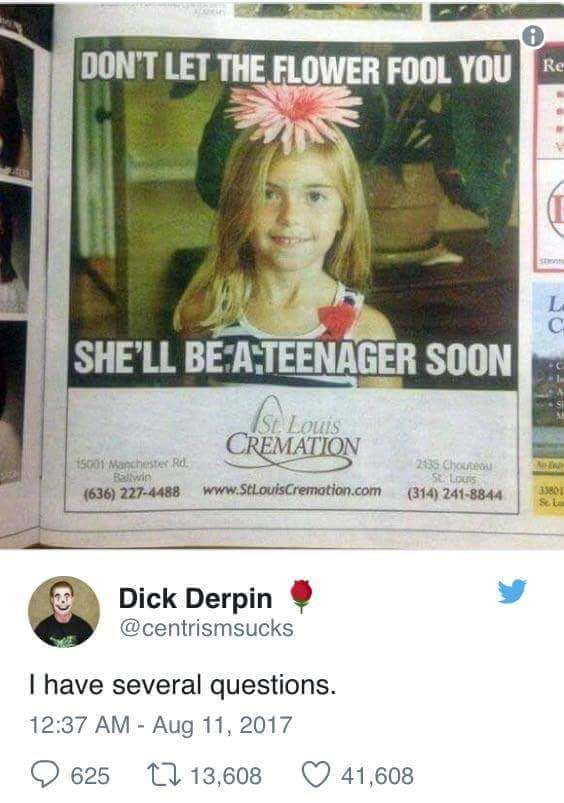 DON'T LET THE FLOWER FOOL YOU
SHE'LL BE A TEENAGER SOON
St. Louis
CREMATION
15001 Manchester Rd.
Ballwin
(636) 227-4488
www.StLouisCremation.com
2135 Chouteau
St. Louis
(314) 241-8844
Re
L
C
Dick Derpin 🌹
@centrismsucks
I have several questions.
12:37 AM - Aug 11, 2017
625 13,608 41,608